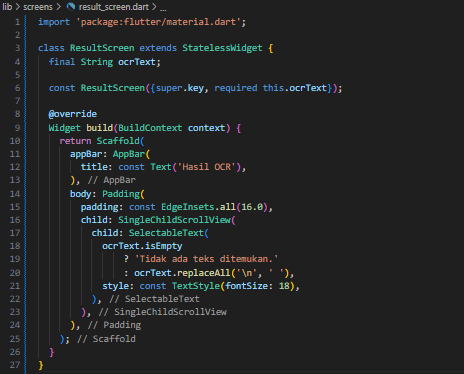 lib > screens > result_screen.dart > ...
1 import 'package:flutter/material.dart';
2
3 class ResultScreen extends StatelessWidget {
4   final String ocrText;
5
6   const ResultScreen({super.key, required this.ocrText});
7
8   @override
9   Widget build(BuildContext context) {
10     return Scaffold(
11       appBar: AppBar(
12         title: const Text('Hasil OCR'),
13       ), // AppBar
14       body: Padding(
15         padding: const EdgeInsets.all(16.0),
16         child: SingleChildScrollView(
17           child: SelectableText(
18             ocrText.isEmpty
19                 ? 'Tidak ada teks ditemukan.'
20                 : ocrText.replaceAll('\n', ' '),
21             style: const TextStyle(fontSize: 18),
22           ), // SelectableText
23         ), // SingleChildScrollView
24       ), // Padding
25     ); // Scaffold
26   }
27 }